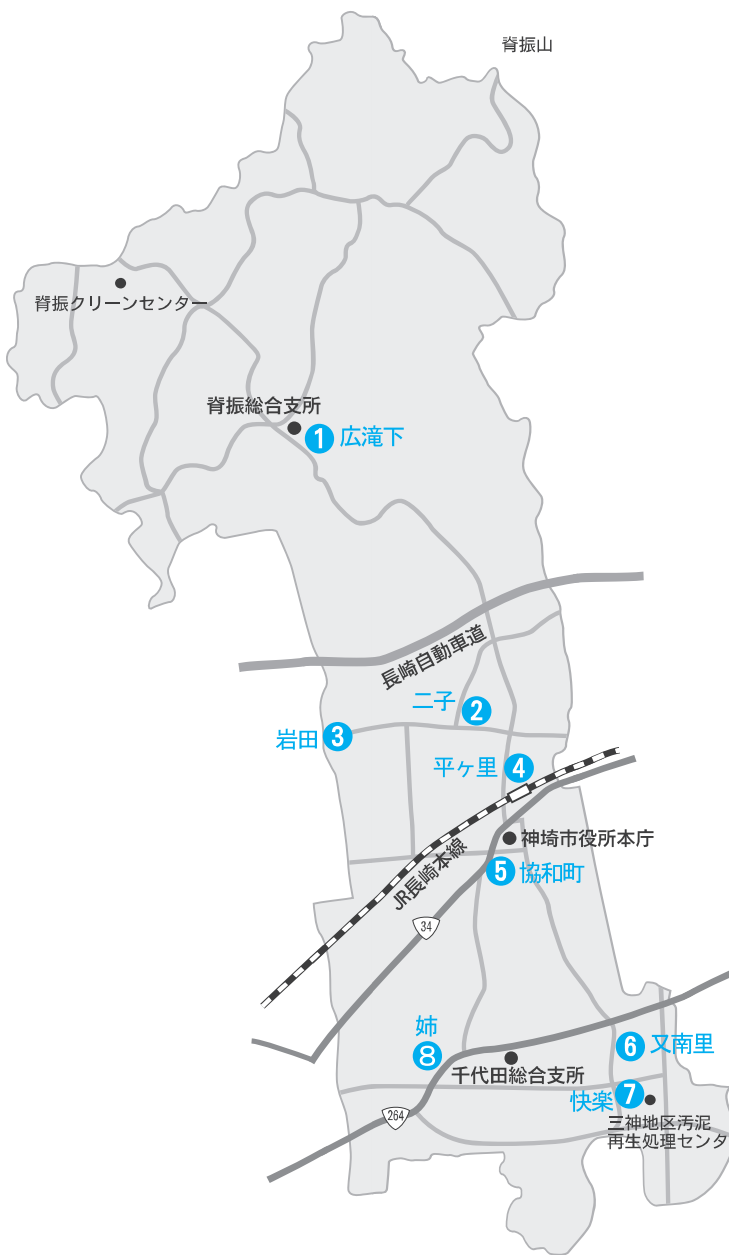 脊振山
脊振クリーンセンター
脊振総合支所
1 広滝下
長崎自動車道
二子 2
岩田 3
平ヶ里 4
神埼市役所本庁
JR長崎本線
5 協和町
34
姉
8
6 又南里
千代田総合支所
快楽 7
264
三神地区汚泥
再生処理センタ